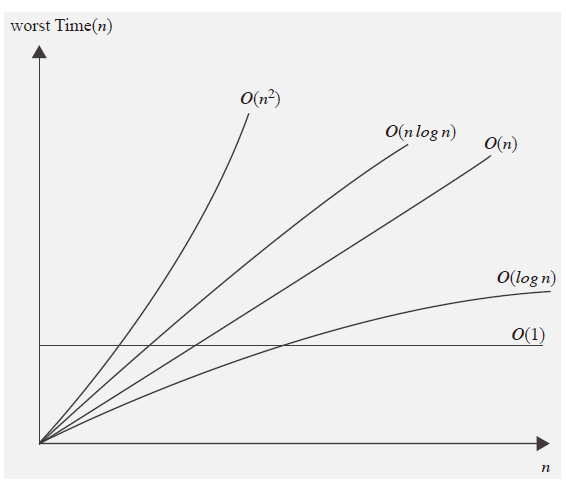 worst Time(n)
O(n²)
O(n log n)
O(n)
O(log n)
O(1)
n